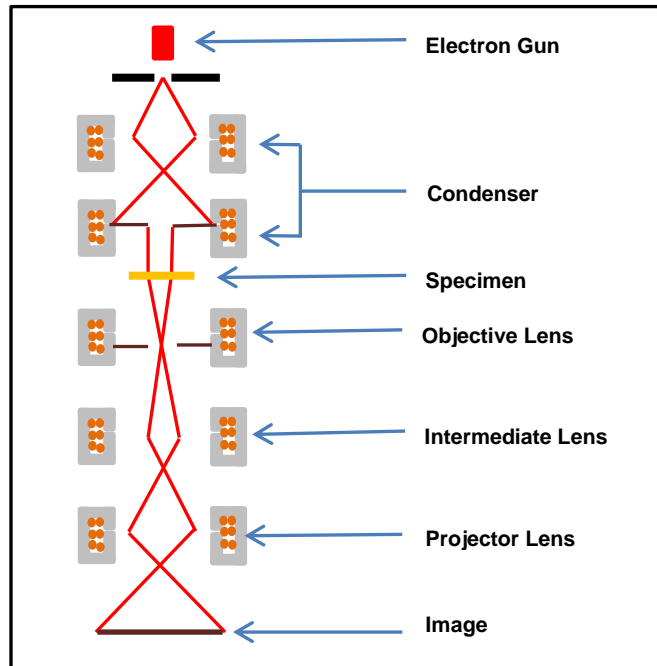 Electron Gun
Condenser
Specimen
Objective Lens
Intermediate Lens
Projector Lens
Image